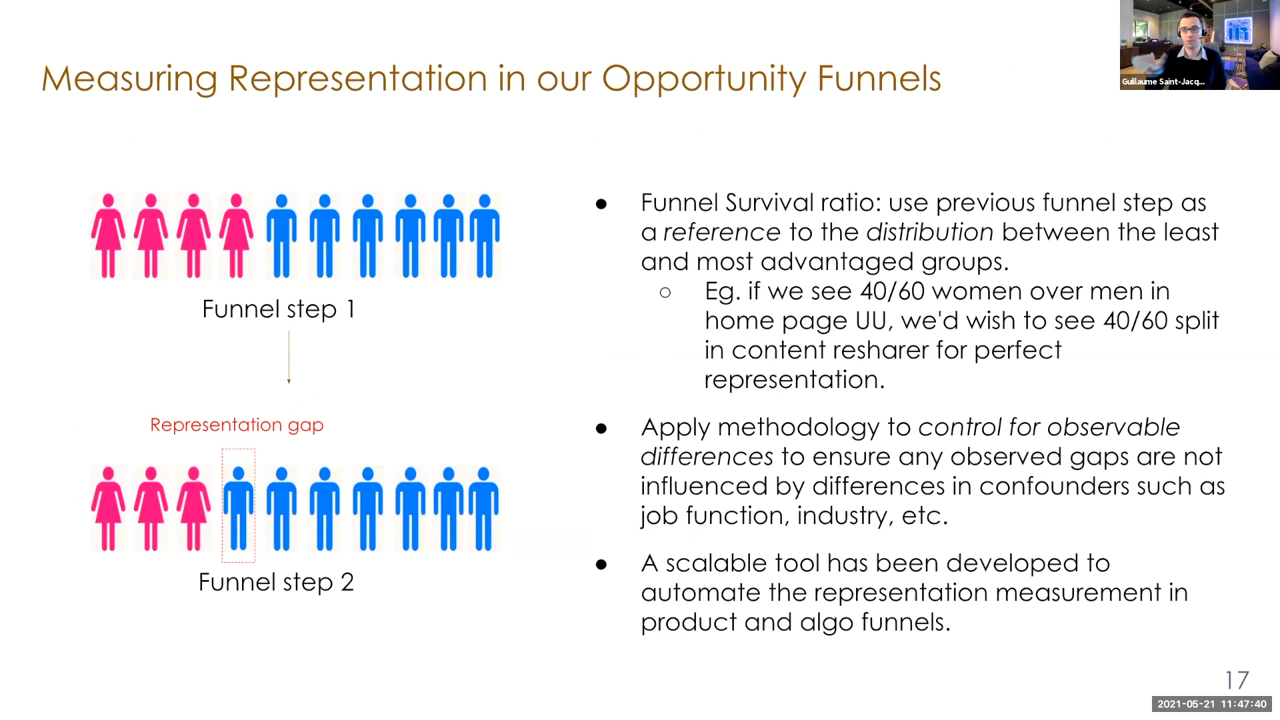 Measuring Representation in our Opportunity Funnels
Guillaume Saint-Jacq...
Funnel step 1
Representation gap
Funnel step 2
● Funnel Survival ratio: use previous funnel step as
a reference to the distribution between the least
and most advantaged groups.
○ Eg. if we see 40/60 women over men in
home page UU, we'd wish to see 40/60 split
in content resharer for perfect
representation.
● Apply methodology to control for observable
differences to ensure any observed gaps are not
influenced by differences in confounders such as
job function, industry, etc.
● A scalable tool has been developed to
automate the representation measurement in
product and algo funnels.
17
2021-05-21 11:47:40